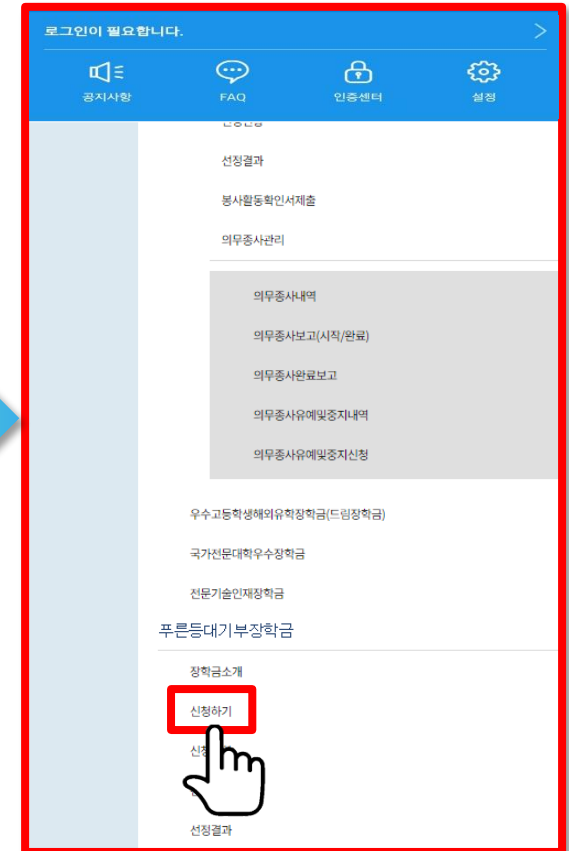 로그인이 필요합니다.
공지사항
FAQ
인증센터
설정
선정결과
봉사활동확인서제출
의무종사관리
의무종사내역
의무종사보고(시작/완료)
의무종사완료보고
의무종사유예및중지내역
의무종사유예및중지신청
우수고등학생해외유학장학금(드림장학금)
국가전문대학우수장학금
전문기술인재장학금
푸른등대기부장학금
장학금소개
신청하기
선정결과